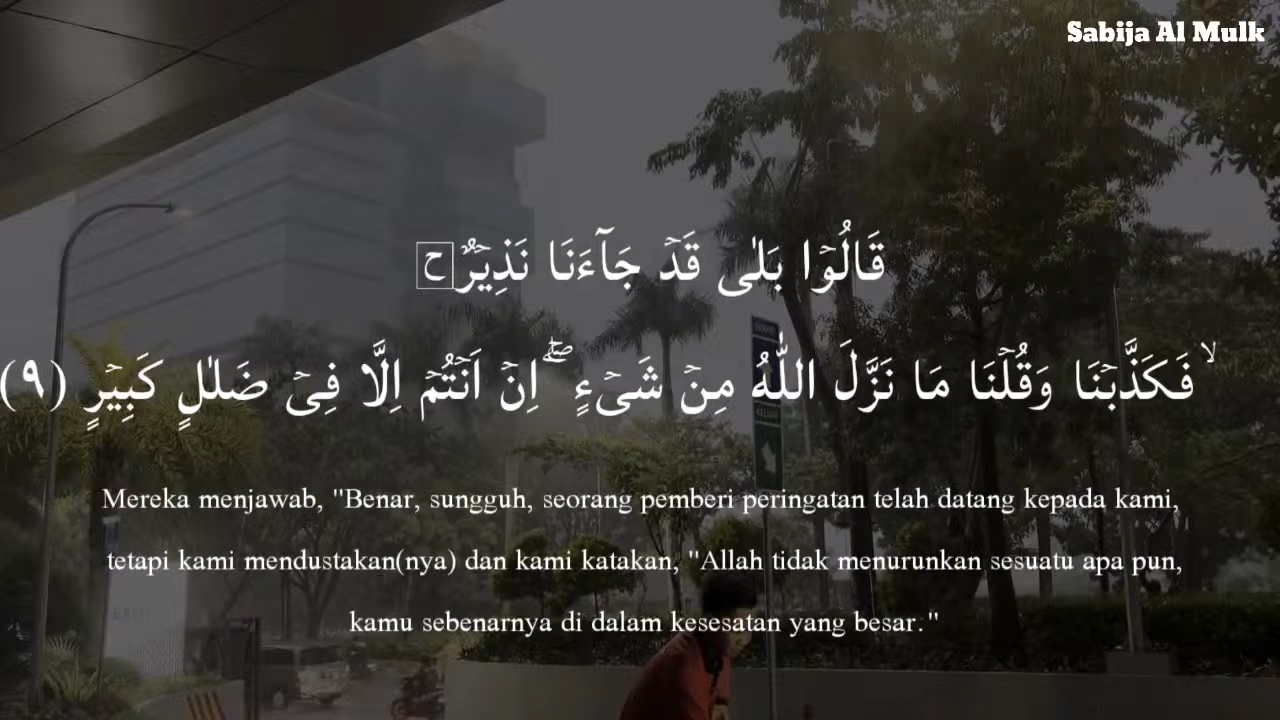 Sabija Al Mulk
قَالُوْا بَلٰى قَدْ جَاۤءَنَا نَذِيْرٌ ەۙ ح
ۙ فَكَذَّبْنَا وَقُلْنَا مَا نَزَّلَ اللّٰهُ مِنْ شَيْءٍۖ اِنْ اَنْتُمْ اِلَّا فِيْ ضَلٰلٍ كَبِيْرٍ (٩)
Mereka menjawab, "Benar, sungguh, seorang pemberi peringatan telah datang kepada kami,
tetapi kami mendustakan(nya) dan kami katakan, "Allah tidak menurunkan sesuatu apa pun,
kamu sebenarnya di dalam kesesatan yang besar."